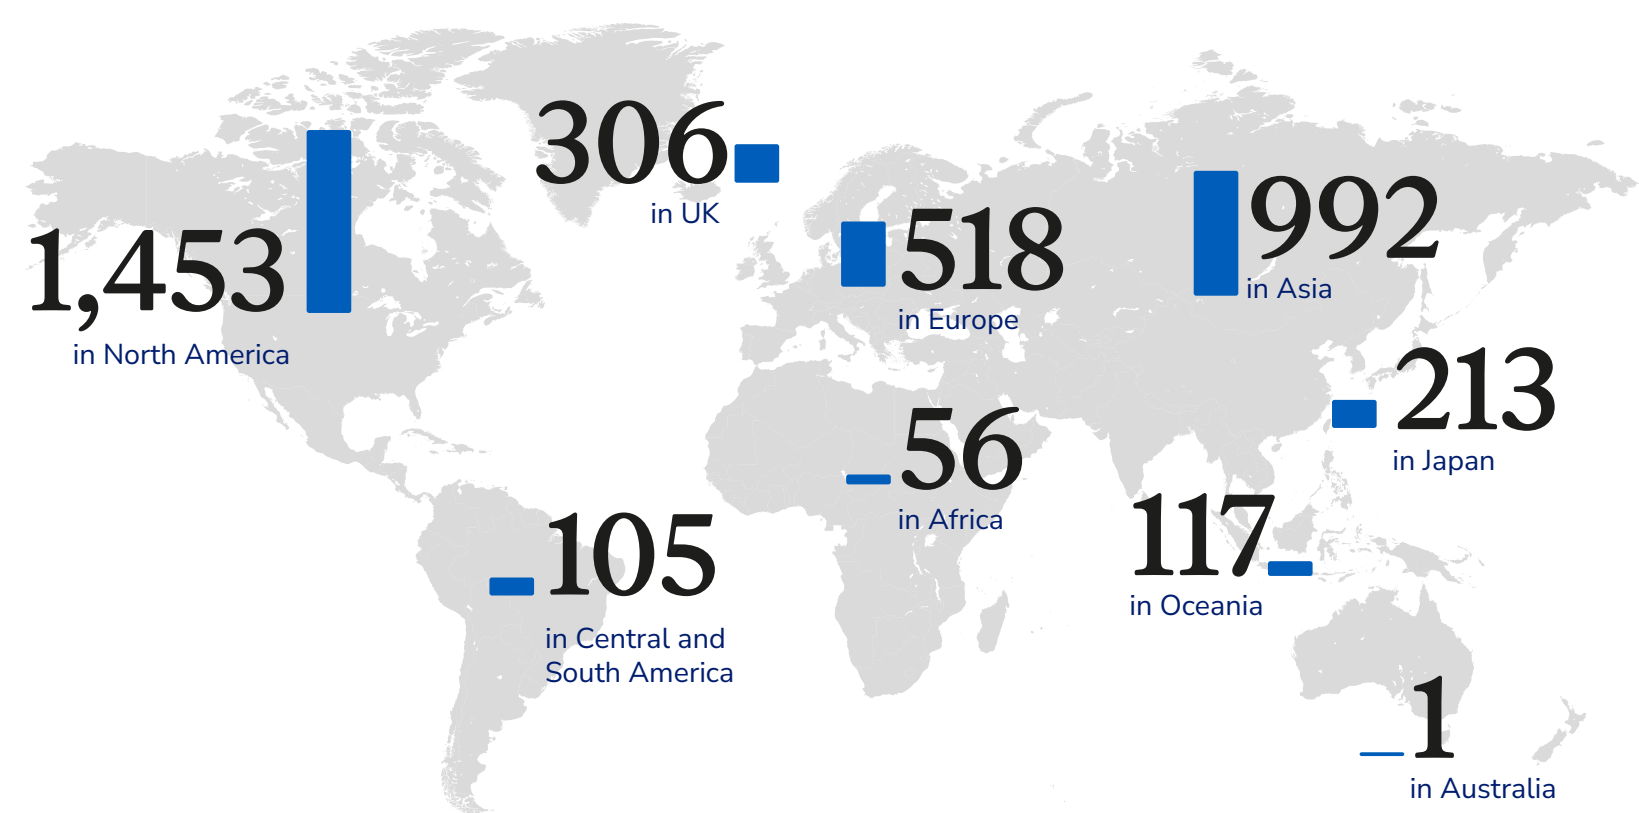 306
in UK
1,453
in North America
518
in Europe
992
in Asia
213
in Japan
56
in Africa
117
in Oceania
105
in Central and
South America
1
in Australia